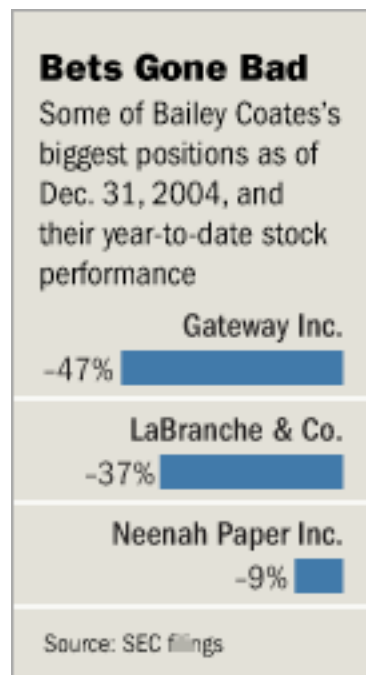 Bets Gone Bad
Some of Bailey Coates's
biggest positions as of
Dec. 31, 2004, and
their year-to-date stock
performance
Gateway Inc.
–47%
LaBranche & Co.
–37%
Neenah Paper Inc.
–9%
Source: SEC filings